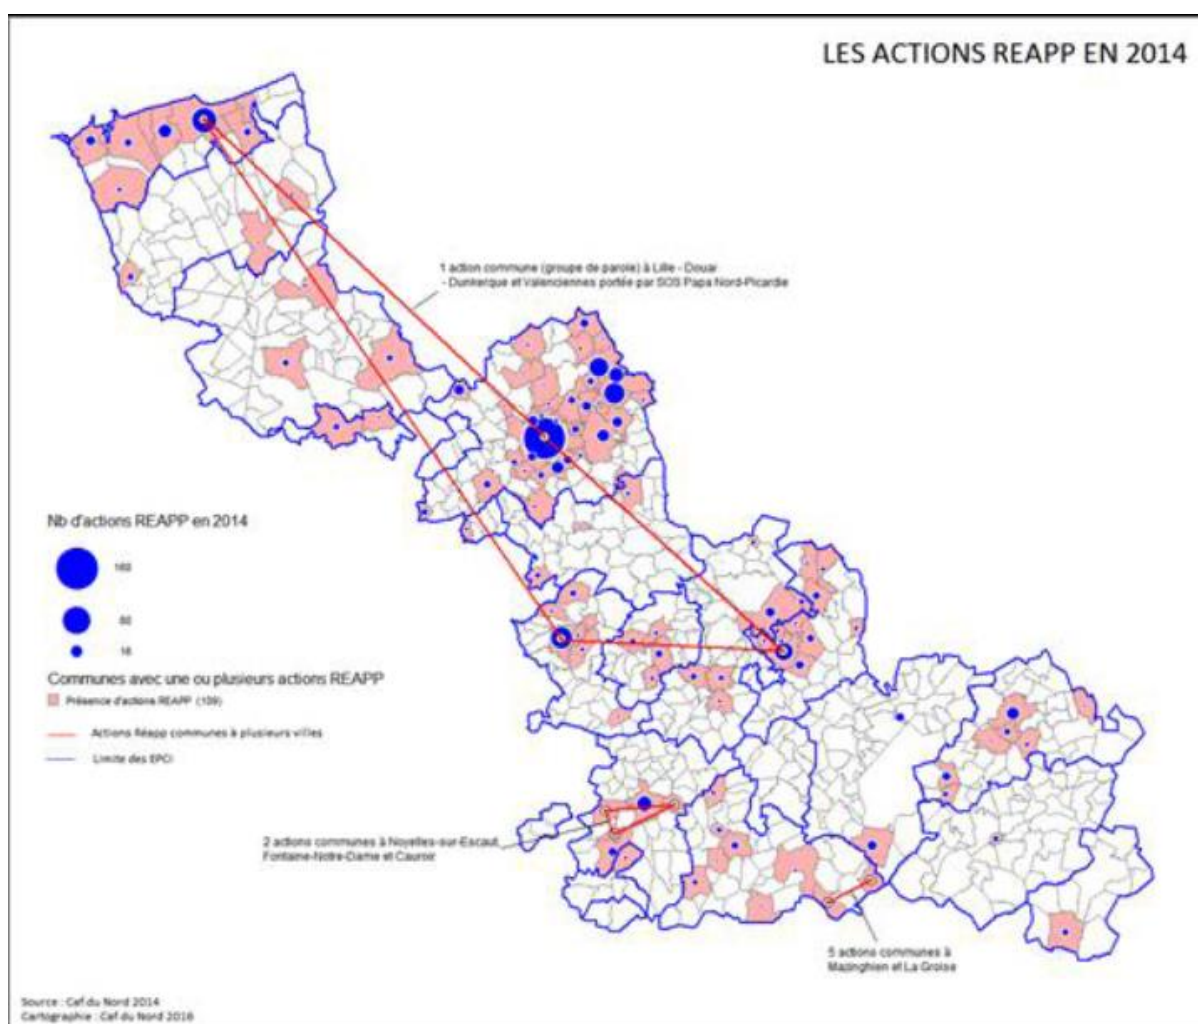 LES ACTIONS REAPP EN 2014
1 action commune (groupe de parole) à Lille - Douai
- Dunkerque et Valenciennes portée par SOS Papa Nord-Picardie
Nb d'actions REAPP en 2014
160
80
16
Communes avec une ou plusieurs actions REAPP
Présence d'actions REAPP (109)
Actions Réapp communes à plusieurs villes
Limite des EPCI
2 actions communes à Noyelles-sur-Escaut,
Fontaine-Notre-Dame et Cauroir
5 actions communes à
Mazinghien et La Groise
Source : Caf du Nord 2014
Cartographie : Caf du Nord 2016